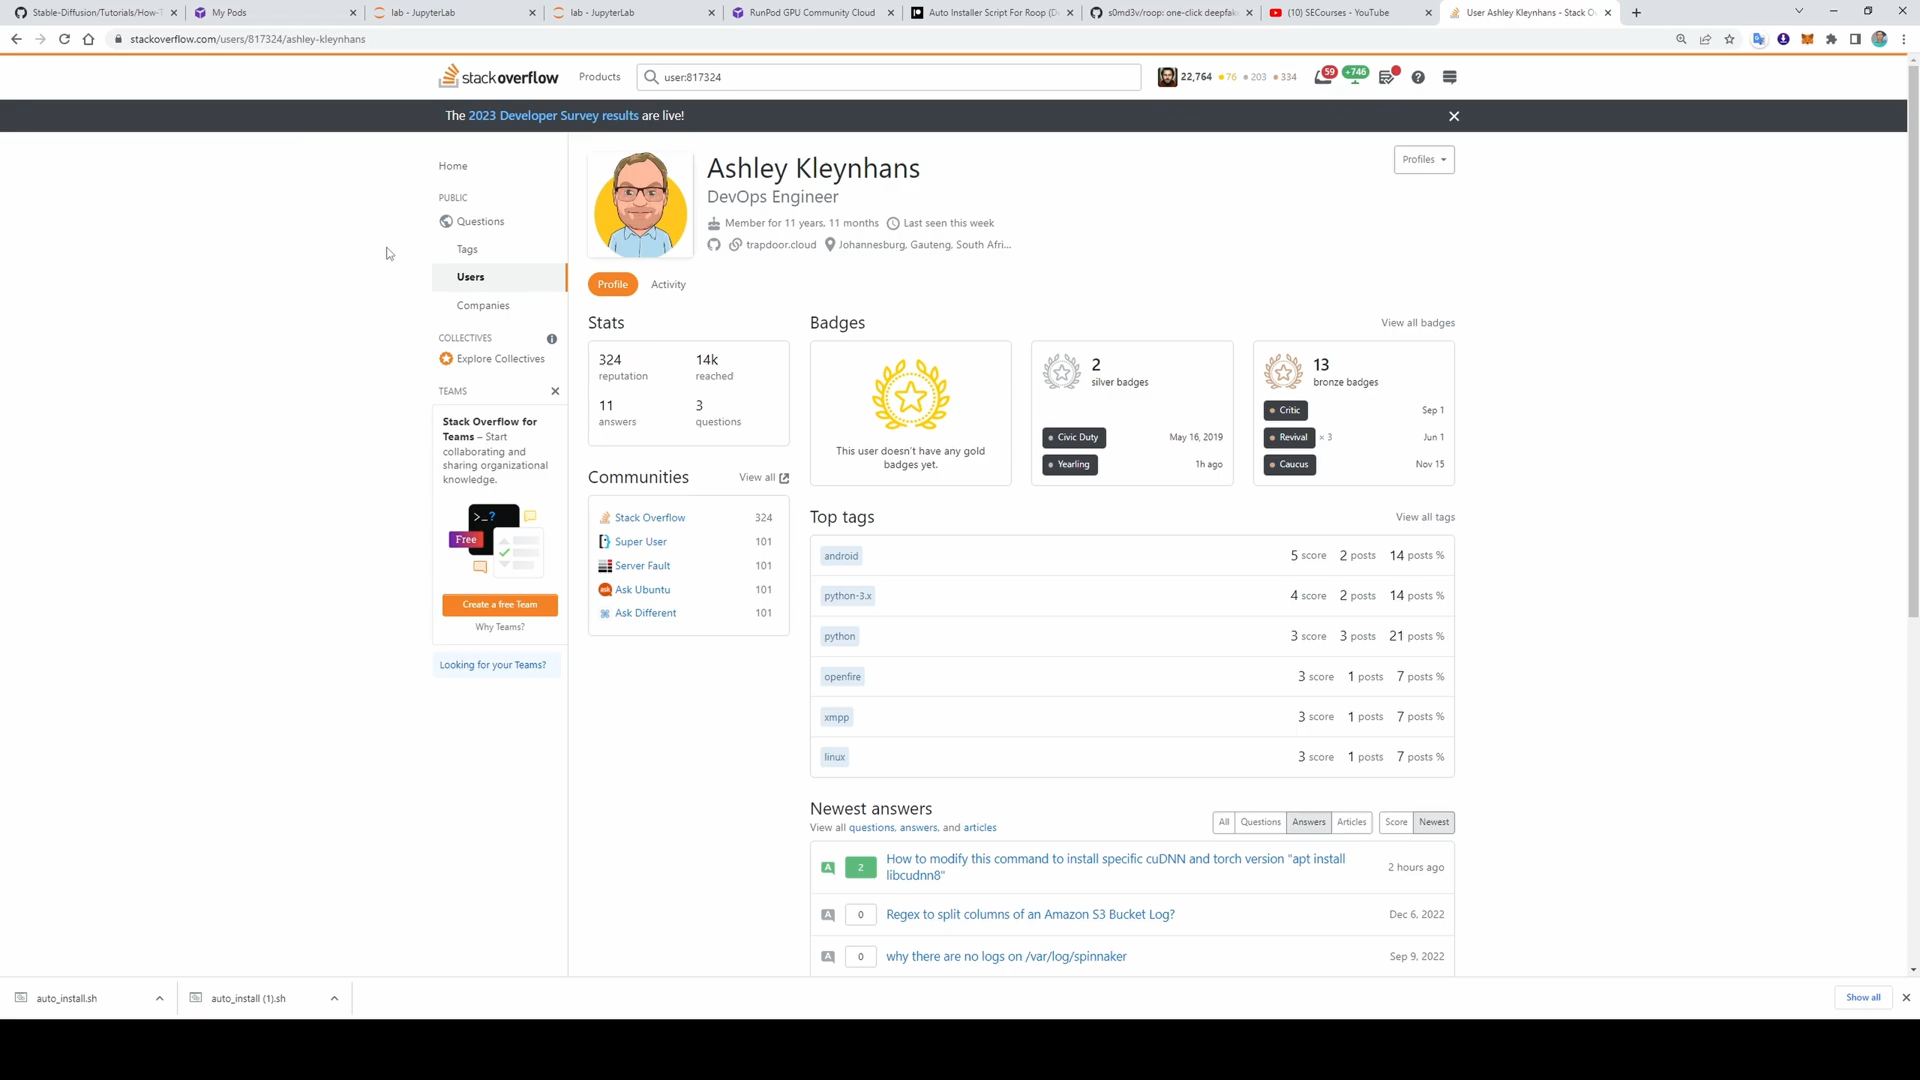 Stable-Diffusion/Tutorials/How-T
My Pods
lab - JupyterLab
lab - JupyterLab
RunPod GPU Community Cloud
Auto Installer Script For Roop (D
s0md3v/roop: one-click deepfak
(10) SECourses - YouTube
User Ashley Kleynhans - Stack O
stackoverflow.com/users/817324/ashley-kleynhans
stackoverflow
Products
user:817324
22,764
76
203
334
59
+746
The 2023 Developer Survey results are live!
Home
PUBLIC
Questions
Tags
Users
Companies
COLLECTIVES
Explore Collectives
TEAMS
Stack Overflow for
Teams – Start
collaborating and
sharing organizational
knowledge.
>_?
Free
Create a free Team
Why Teams?
Looking for your Teams?
Ashley Kleynhans
DevOps Engineer
Member for 11 years, 11 months
Last seen this week
trapdoor.cloud
Johannesburg, Gauteng, South Afri...
Profiles
Profile
Activity
Stats
324
reputation
14k
reached
11
answers
3
questions
Communities
View all
Stack Overflow 324
Super User 101
Server Fault 101
Ask Ubuntu 101
Ask Different 101
Badges
View all badges
This user doesn't have any gold
badges yet.
2
silver badges
Civic Duty May 16, 2019
Yearling 1h ago
13
bronze badges
Critic Sep 1
Revival × 3 Jun 1
Caucus Nov 15
Top tags
View all tags
android 5 score 2 posts 14 posts %
python-3.x 4 score 2 posts 14 posts %
python 3 score 3 posts 21 posts %
openfire 3 score 1 posts 7 posts %
xmpp 3 score 1 posts 7 posts %
linux 3 score 1 posts 7 posts %
Newest answers
View all questions, answers, and articles
All Questions Answers Articles Score Newest
A 2 How to modify this command to install specific cuDNN and torch version "apt install
libcudnn8"
2 hours ago
A 0 Regex to split columns of an Amazon S3 Bucket Log? Dec 6, 2022
A 0 why there are no logs on /var/log/spinnaker Sep 9, 2022
auto_install.sh
auto_install (1).sh
Show all